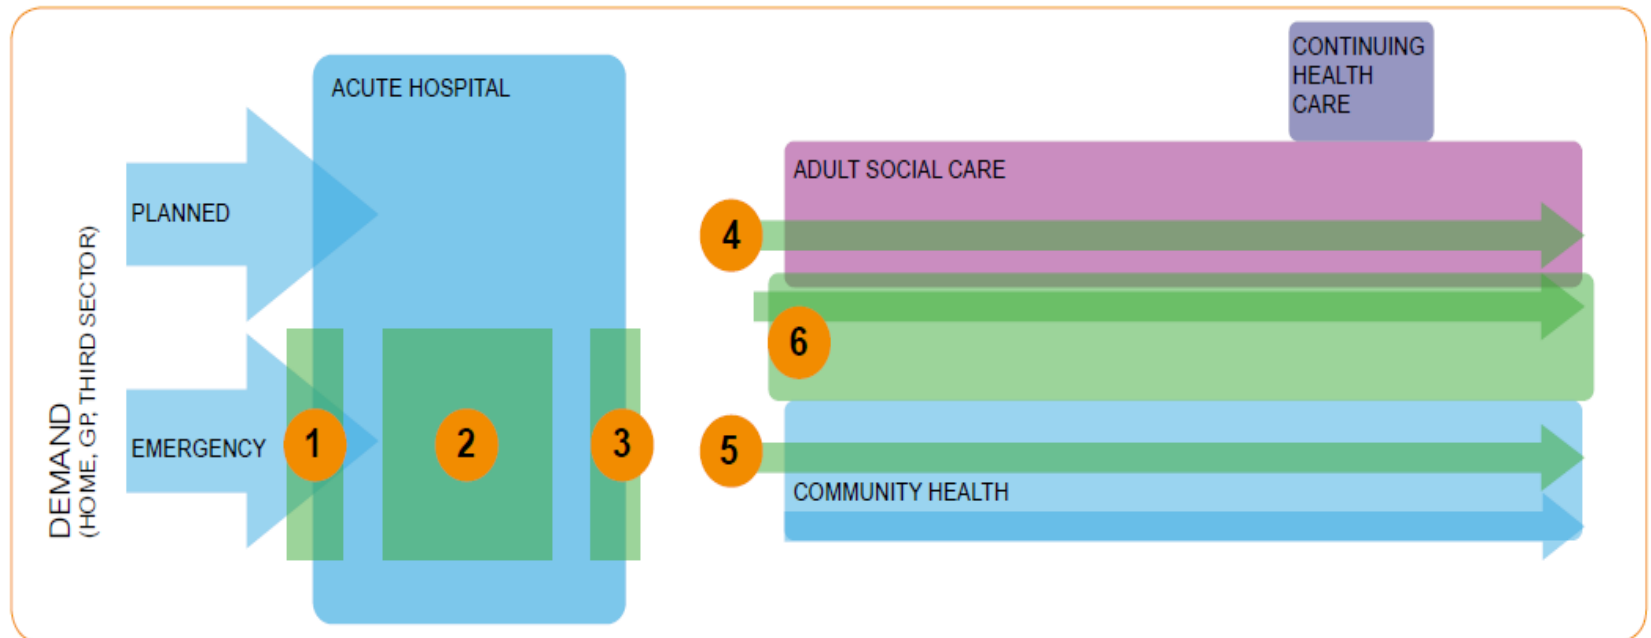 DEMAND
(HOME, GP, THIRD SECTOR)
PLANNED
EMERGENCY
ACUTE HOSPITAL
1
2
3
4
5
6
CONTINUING
HEALTH
CARE
ADULT SOCIAL CARE
COMMUNITY HEALTH